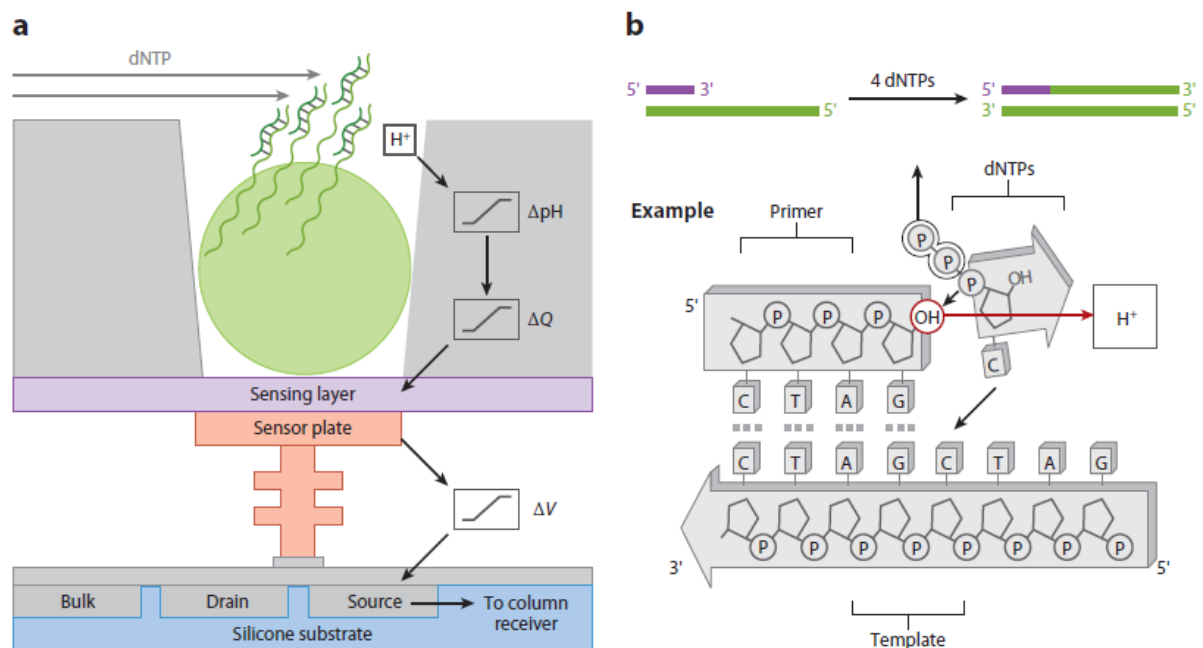 a
dNTP
H⁺
ΔpH
ΔQ
Sensing layer
Sensor plate
ΔV
Bulk
Drain
Source
To column
receiver
Silicone substrate
b
5' 3'
5'
4 dNTPs
5' 3'
3' 5'
dNTPs
Example
Primer
P
P
P
OH
5'
P P P OH
H⁺
C
C T A G
C T A G C T A G
P P P P P P P P
3' 5'
Template